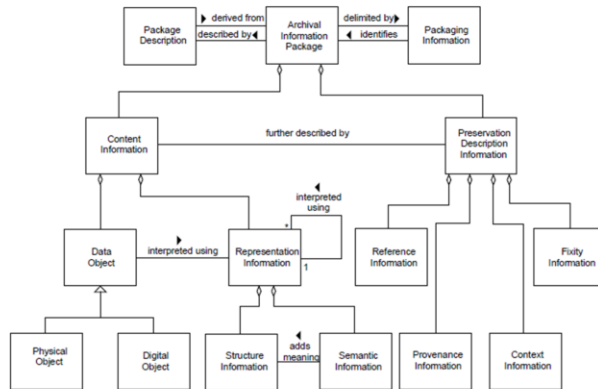 Package
Description
derived from
described by
Archival
Information
Package
delimited by
identifies
Packaging
Information
Content
Information
further described by
Preservation
Description
Information
Data
Object
interpreted using
Representation
Information
*
1
interpreted
using
Reference
Information
Fixity
Information
Physical
Object
Digital
Object
Structure
Information
adds
meaning
Semantic
Information
Provenance
Information
Context
Information